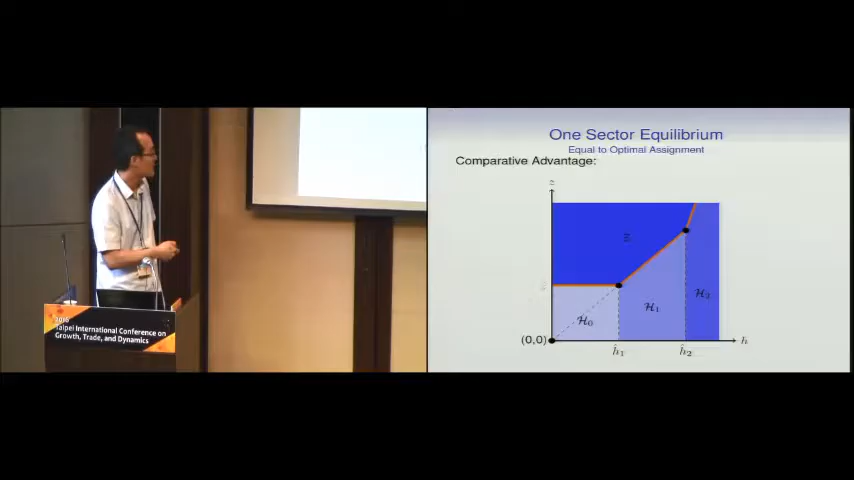 2010
Taipei International Conference on
Growth, Trade, and Dynamics
One Sector Equilibrium
Equal to Optimal Assignment
Comparative Advantage:
z
Ξ
ℋ₂
ℋ₁
ℋ₀
(0,0)
h
ĥ₁
ĥ₂